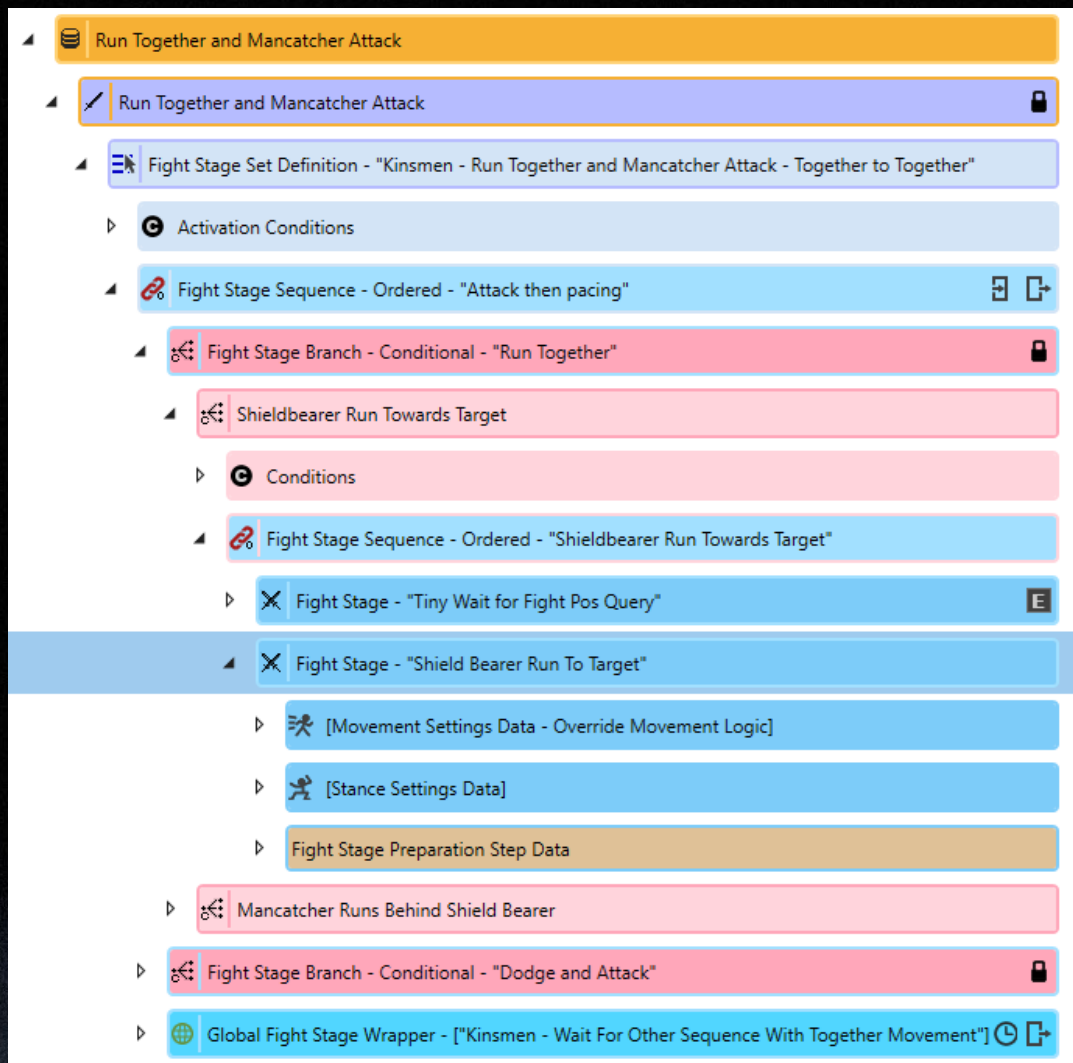 Run Together and Mancatcher Attack
Run Together and Mancatcher Attack
Fight Stage Set Definition - "Kinsmen - Run Together and Mancatcher Attack - Together to Together"
C Activation Conditions
Fight Stage Sequence - Ordered - "Attack then pacing"
Fight Stage Branch - Conditional - "Run Together"
Shieldbearer Run Towards Target
C Conditions
Fight Stage Sequence - Ordered - "Shieldbearer Run Towards Target"
Fight Stage - "Tiny Wait for Fight Pos Query" E
Fight Stage - "Shield Bearer Run To Target"
[Movement Settings Data - Override Movement Logic]
[Stance Settings Data]
Fight Stage Preparation Step Data
Mancatcher Runs Behind Shield Bearer
Fight Stage Branch - Conditional - "Dodge and Attack"
Global Fight Stage Wrapper - ["Kinsmen - Wait For Other Sequence With Together Movement"]